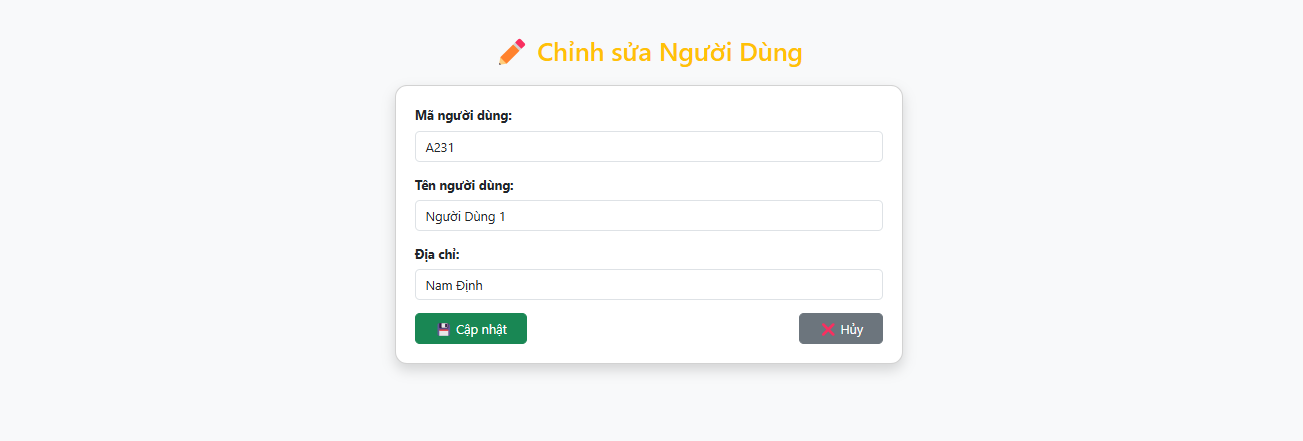 Chỉnh sửa Người Dùng
Mã người dùng:
A231
Tên người dùng:
Người Dùng 1
Địa chỉ:
Nam Định
Cập nhật
Hủy